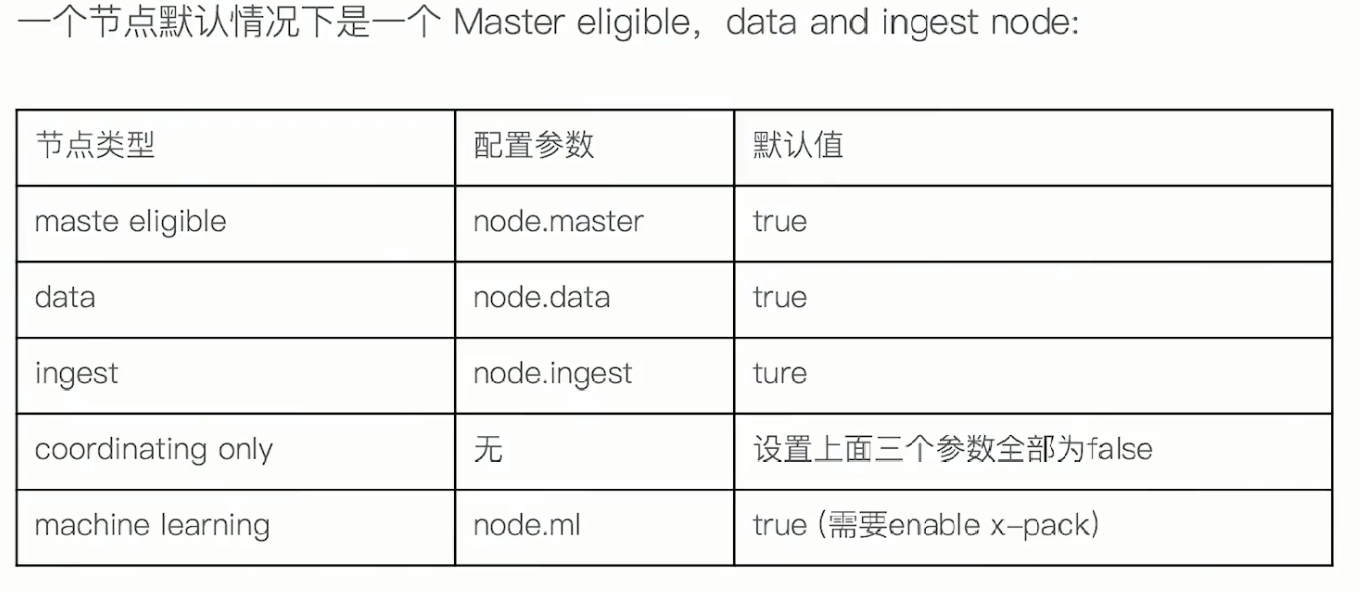 一个节点默认情况下是一个 Master eligible，data and ingest node:
节点类型 配置参数 默认值
maste eligible node.master true
data node.data true
ingest node.ingest ture
coordinating only 无 设置上面三个参数全部为false
machine learning node.ml true (需要enable x-pack)